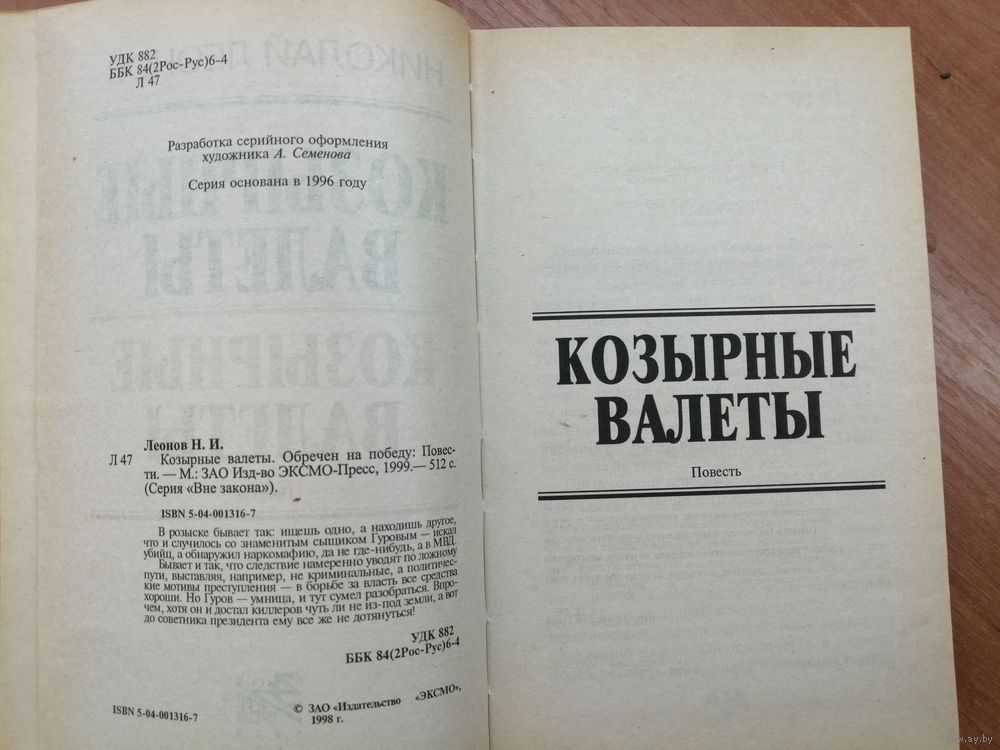 УДК 882
ББК 84(2Рос-Рус)6-4
Л 47
Разработка серийного оформления
художника А. Семенова
Серия основана в 1996 году
Леонов Н. И.
Л 47 Козырные валеты. Обречен на победу: Повес-
ти. — М.: ЗАО Изд-во ЭКСМО-Пресс, 1999.— 512 с.
(Серия «Вне закона»).
ISBN 5-04-001316-7
В розыске бывает так: ищешь одно, а находишь другое,
что и случилось со знаменитым сыщиком Гуровым — искал
убийц, а обнаружил наркомафию, да не где-нибудь, а в МВД.
Бывает и так, что следствие намеренно уводят по ложному
пути, выставляя, например, не криминальные, а политичес-
кие мотивы преступления — в борьбе за власть все средства
хороши. Но Гуров — умница, и тут сумел разобраться. Впро-
чем, хотя он и достал киллеров чуть ли не из-под земли, а вот
до советника президента ему все же не дотянуться!
УДК 882
ББК 84(2Рос-Рус)6-4
ISBN 5-04-001316-7
© ЗАО «Издательство «ЭКСМО»,
1998 г.
КОЗЫРНЫЕ
ВАЛЕТЫ
Повесть
www.ay.by